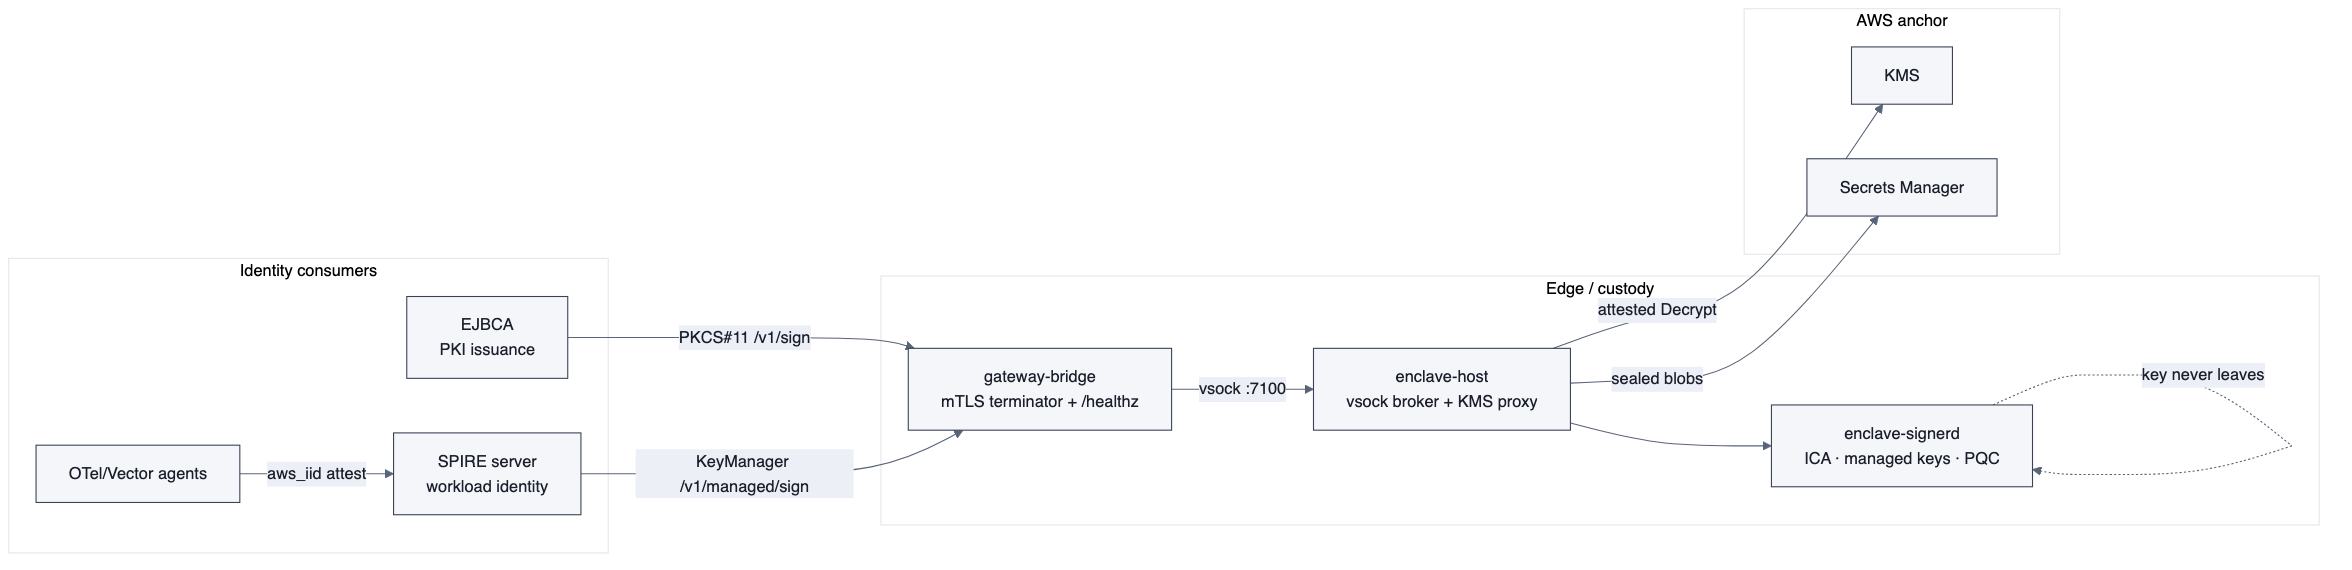 AWS anchor
KMS
Secrets Manager
Identity consumers
EJBCA
PKI issuance
PKCS#11 /v1/sign
OTel/Vector agents
aws_iid attest
SPIRE server
workload identity
KeyManager
/v1/managed/sign
Edge / custody
attested Decrypt
gateway-bridge
mTLS terminator + /healthz
vsock :7100
enclave-host
vsock broker + KMS proxy
sealed blobs
key never leaves
enclave-signerd
ICA · managed keys · PQC